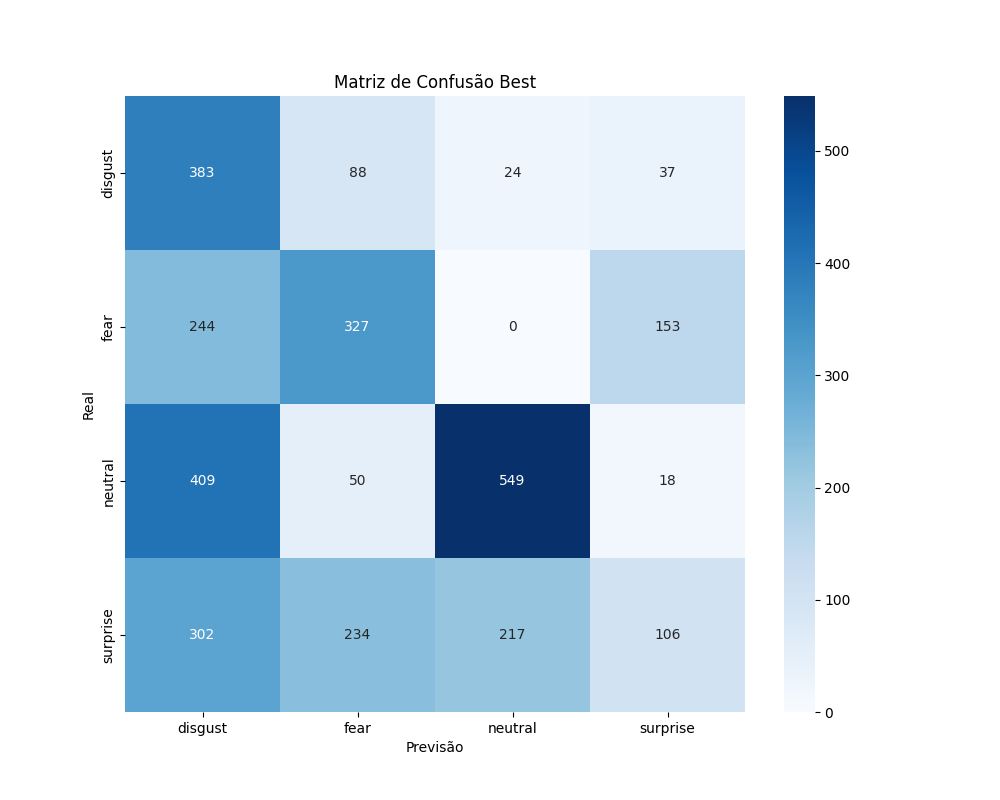 Matriz de Confusão Best
Real
disgust 383 88 24 37
fear 244 327 0 153
neutral 409 50 549 18
surprise 302 234 217 106
disgust fear neutral surprise
Previsão
500
400
300
200
100
0